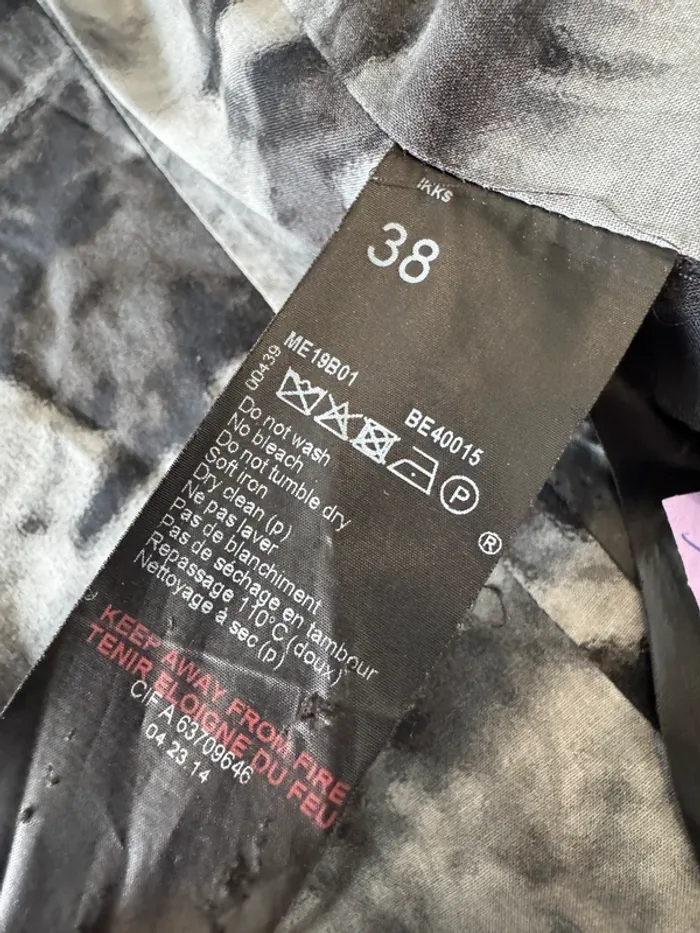 IKKS
38
ME19B01
00439
BE40015
P
®
Do not wash
No bleach
Do not tumble dry
Soft iron
Dry clean (p)
Ne pas laver
Pas de blanchiment
Pas de séchage en tambour
Repassage 110°C (doux)
Nettoyage à sec (p)
KEEP AWAY FROM FIRE
TENIR ELOIGNE DU FEU
CIF A 63709646
04 23.14